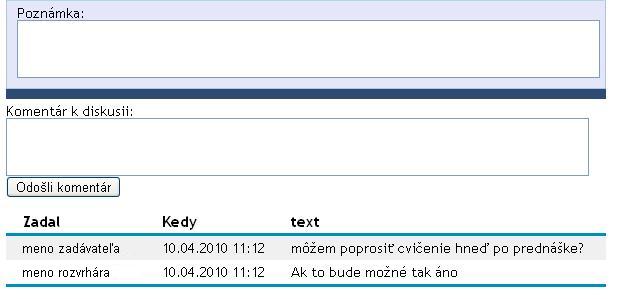 Poznámka:
Komentár k diskusii:
Odošli komentár
Zadal Kedy text
meno zadávateľa 10.04.2010 11:12 môžem poprosiť cvičenie hneď po prednáške?
meno rozvrhára 10.04.2010 11:12 Ak to bude možné tak áno